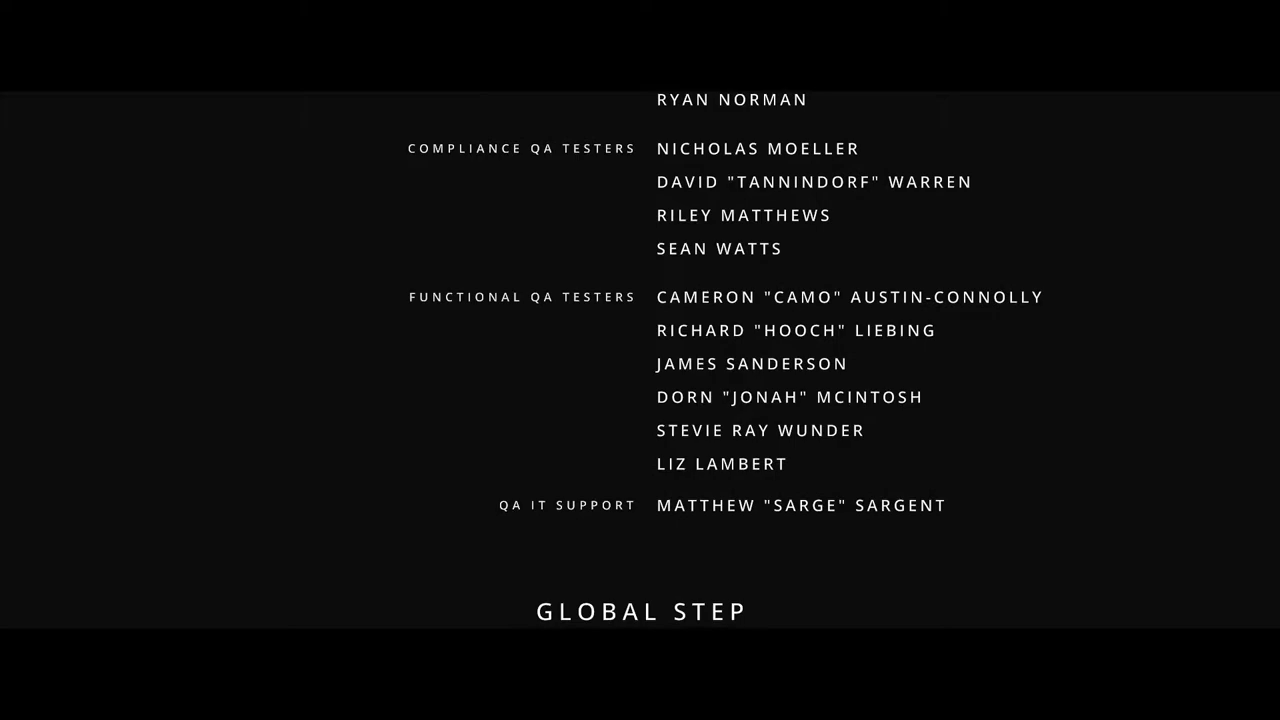 RYAN NORMAN
COMPLIANCE QA TESTERS NICHOLAS MOELLER
DAVID "TANNINDORF" WARREN
RILEY MATTHEWS
SEAN WATTS
FUNCTIONAL QA TESTERS CAMERON "CAMO" AUSTIN-CONNOLLY
RICHARD "HOOCH" LIEBING
JAMES SANDERSON
DORN "JONAH" MCINTOSH
STEVIE RAY WUNDER
LIZ LAMBERT
QA IT SUPPORT MATTHEW "SARGE" SARGENT
GLOBAL STEP